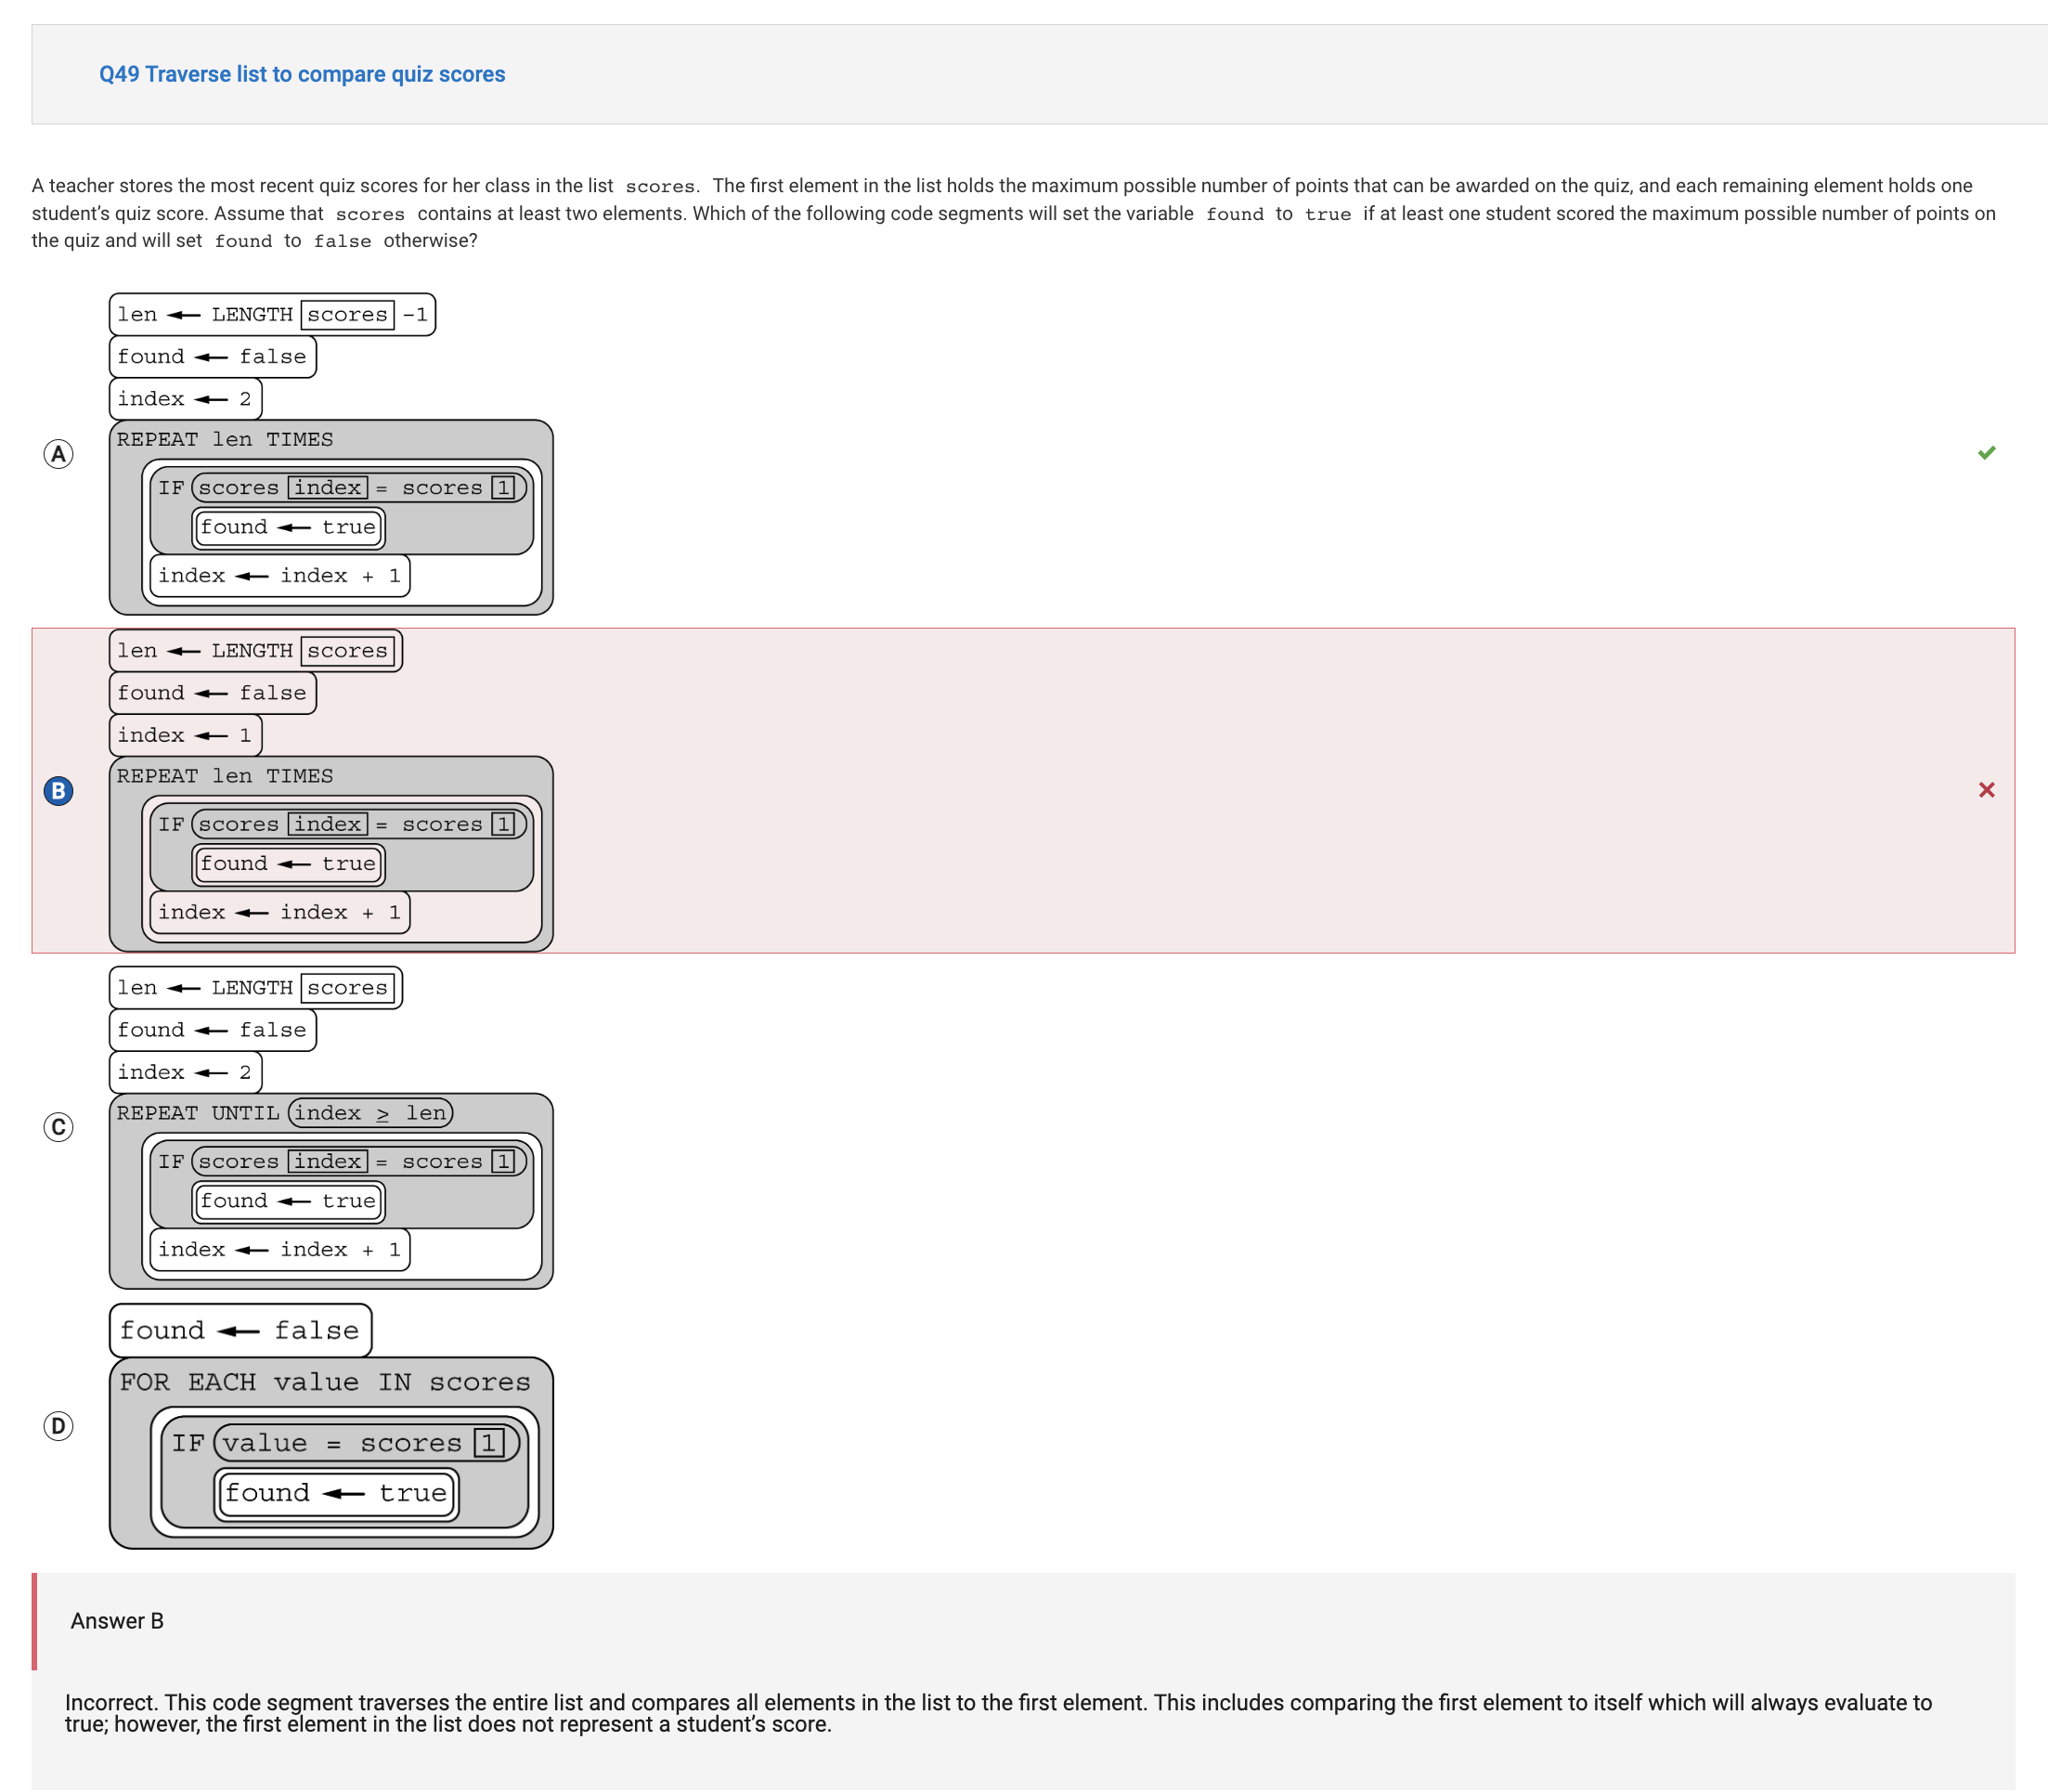 Q49 Traverse list to compare quiz scores
A teacher stores the most recent quiz scores for her class in the list scores. The first element in the list holds the maximum possible number of points that can be awarded on the quiz, and each remaining element holds one
student’s quiz score. Assume that scores contains at least two elements. Which of the following code segments will set the variable found to true if at least one student scored the maximum possible number of points on
the quiz and will set found to false otherwise?
len ← LENGTH scores -1
found ← false
index ← 2
REPEAT len TIMES
A
IF scores index = scores 1
found ← true
index ← index + 1
len ← LENGTH scores
found ← false
index ← 1
REPEAT len TIMES
B
IF scores index = scores 1
found ← true
index ← index + 1
len ← LENGTH scores
found ← false
index ← 2
REPEAT UNTIL index ≥ len
C
IF scores index = scores 1
found ← true
index ← index + 1
found ← false
FOR EACH value IN scores
D
IF value = scores 1
found ← true
Answer B
Incorrect. This code segment traverses the entire list and compares all elements in the list to the first element. This includes comparing the first element to itself which will always evaluate to
true; however, the first element in the list does not represent a student’s score.